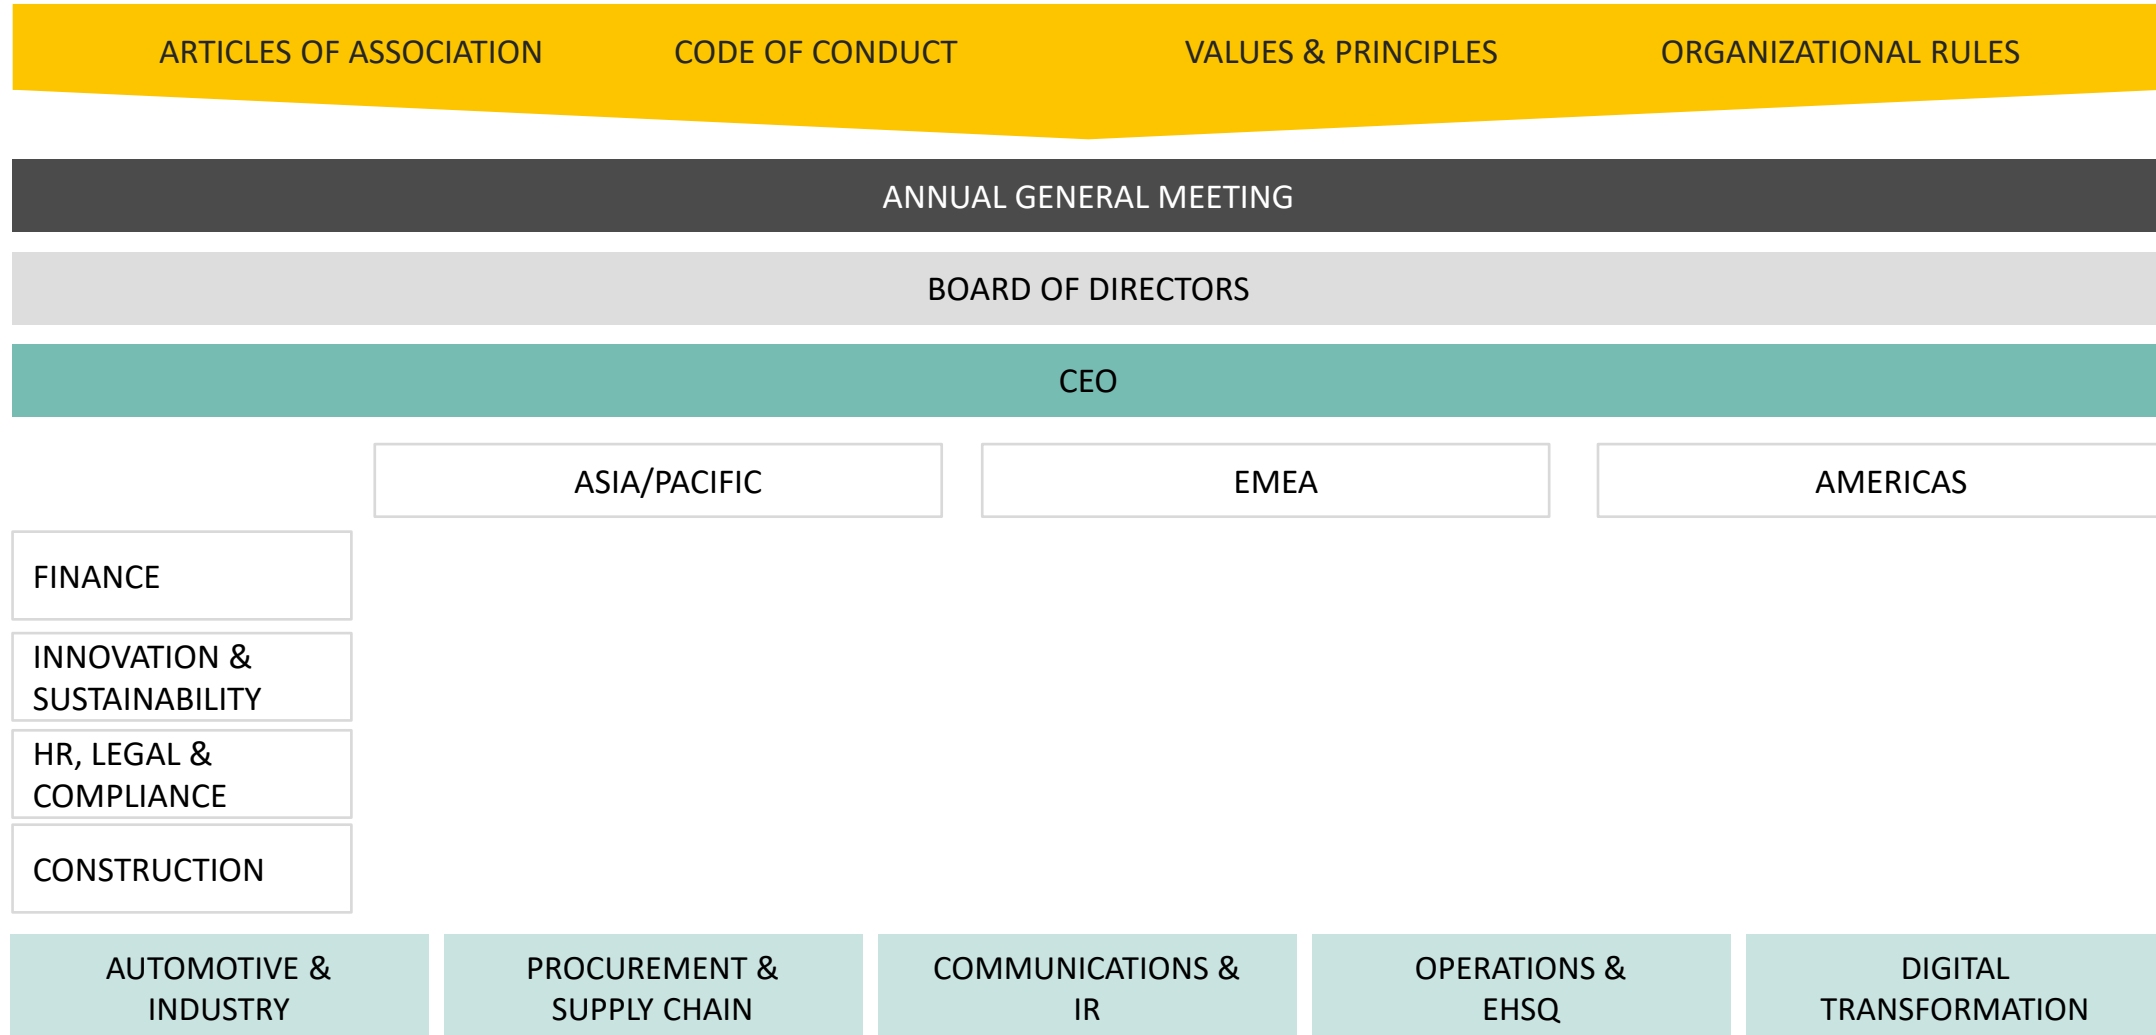 ARTICLES OF ASSOCIATION CODE OF CONDUCT VALUES & PRINCIPLES ORGANIZATIONAL RULES
ANNUAL GENERAL MEETING
BOARD OF DIRECTORS
CEO
ASIA/PACIFIC EMEA AMERICAS
FINANCE
INNOVATION &
SUSTAINABILITY
HR, LEGAL &
COMPLIANCE
CONSTRUCTION
AUTOMOTIVE &
INDUSTRY
PROCUREMENT &
SUPPLY CHAIN
COMMUNICATIONS &
IR
OPERATIONS &
EHSQ
DIGITAL
TRANSFORMATION